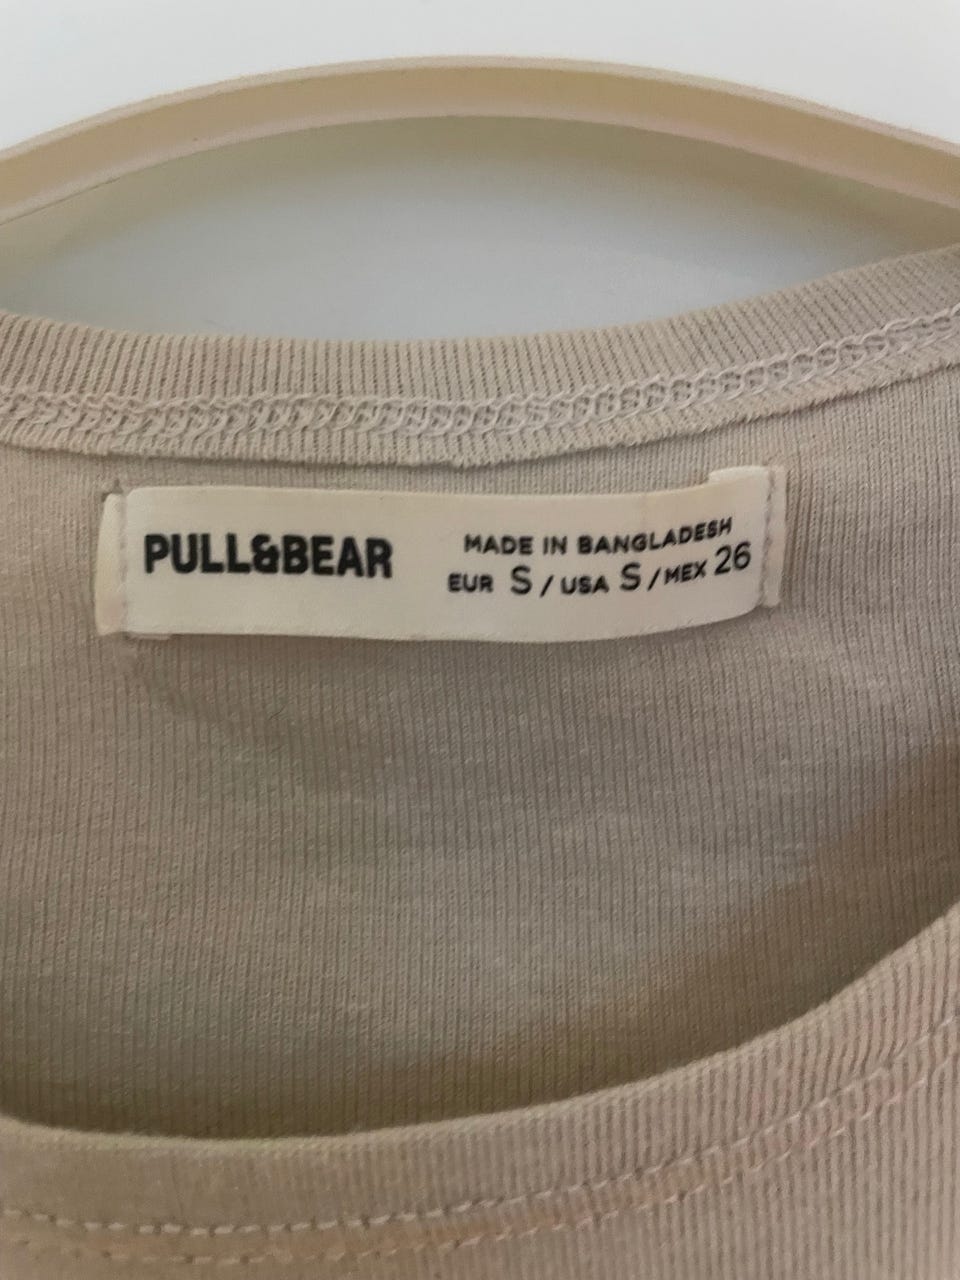 PULL&BEAR
MADE IN BANGLADESH
EUR S / USA S / MEX 26